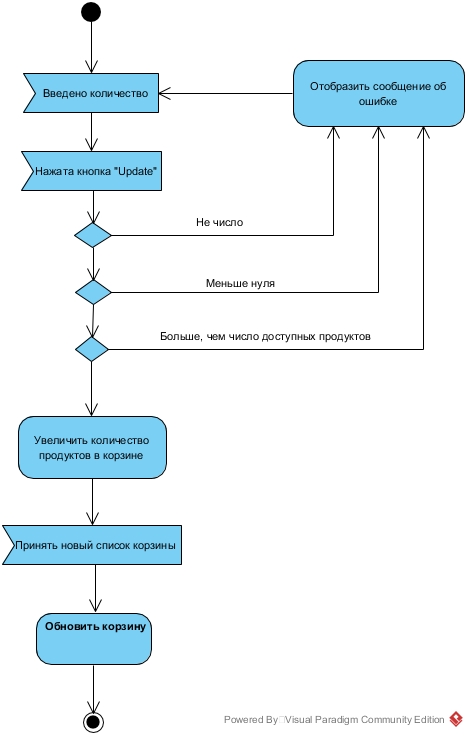 Введено количество
Отобразить сообщение об
ошибке
Нажата кнопка "Update"
Не число
Меньше нуля
Больше, чем число доступных продуктов
Увеличить количество
продуктов в корзине
Принять новый список корзины
Обновить корзину
Powered By Visual Paradigm Community Edition